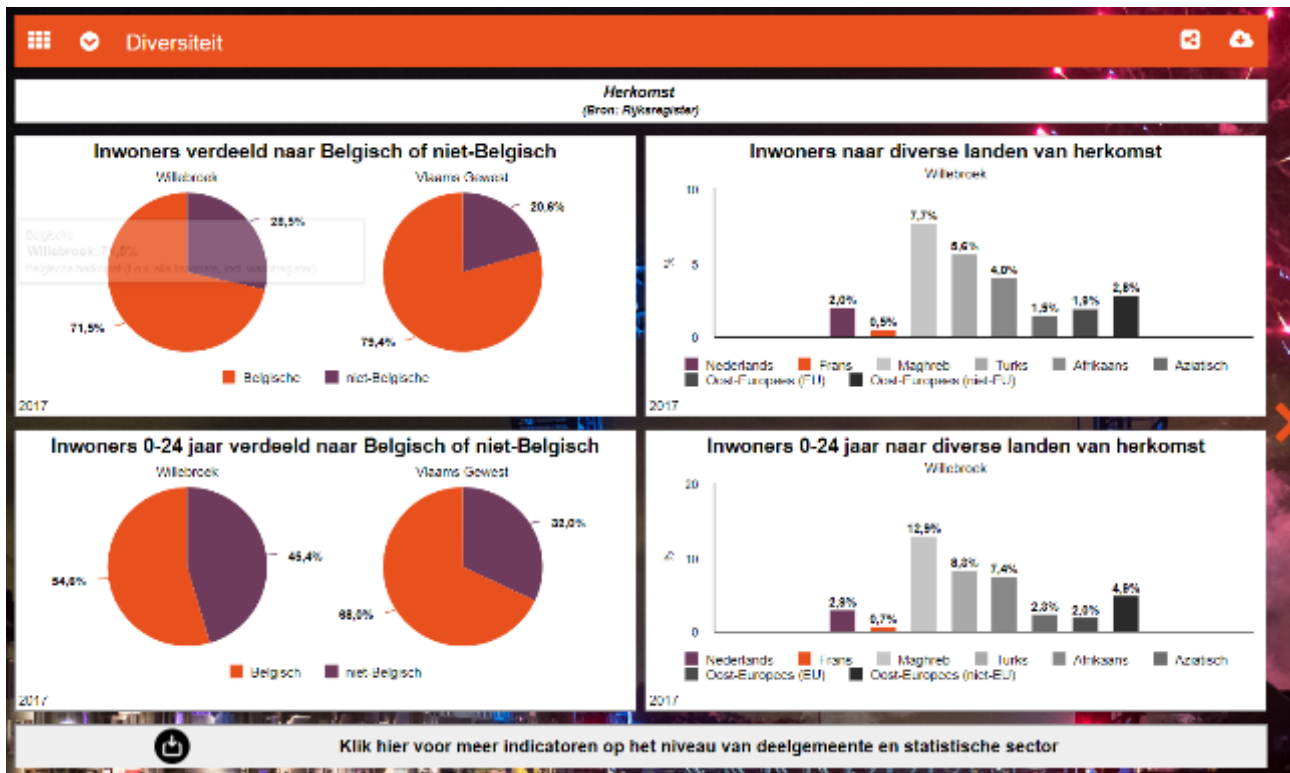 Diversiteit
Herkomst
(Bron: Rijksregister)
Inwoners verdeeld naar Belgisch of niet-Belgisch
Willebroek
Vlaams Gewest
28,5%
20,6%
Belgische
Willebroek: 71,5%
71,5%
79,4%
Belgische
niet-Belgische
2017
Inwoners naar diverse landen van herkomst
Willebroek
10
7,7%
5,6%
%
5
4,0%
2,0%
0,5%
1,5%
1,9%
2,8%
0
Nederlands
Frans
Maghreb
Turks
Afrikaans
Aziatisch
Oost-Europees (EU)
Oost-Europees (niet-EU)
2017
Inwoners 0-24 jaar verdeeld naar Belgisch of niet-Belgisch
Willebroek
Vlaams Gewest
32,0%
45,4%
54,6%
68,0%
Belgisch
niet-Belgisch
2017
Inwoners 0-24 jaar naar diverse landen van herkomst
Willebroek
20
12,9%
%
10
8,3%
7,4%
2,9%
0,7%
2,3%
2,0%
4,9%
0
Nederlands
Frans
Maghreb
Turks
Afrikaans
Aziatisch
Oost-Europees (EU)
Oost-Europees (niet-EU)
2017
Klik hier voor meer indicatoren op het niveau van deelgemeente en statistische sector